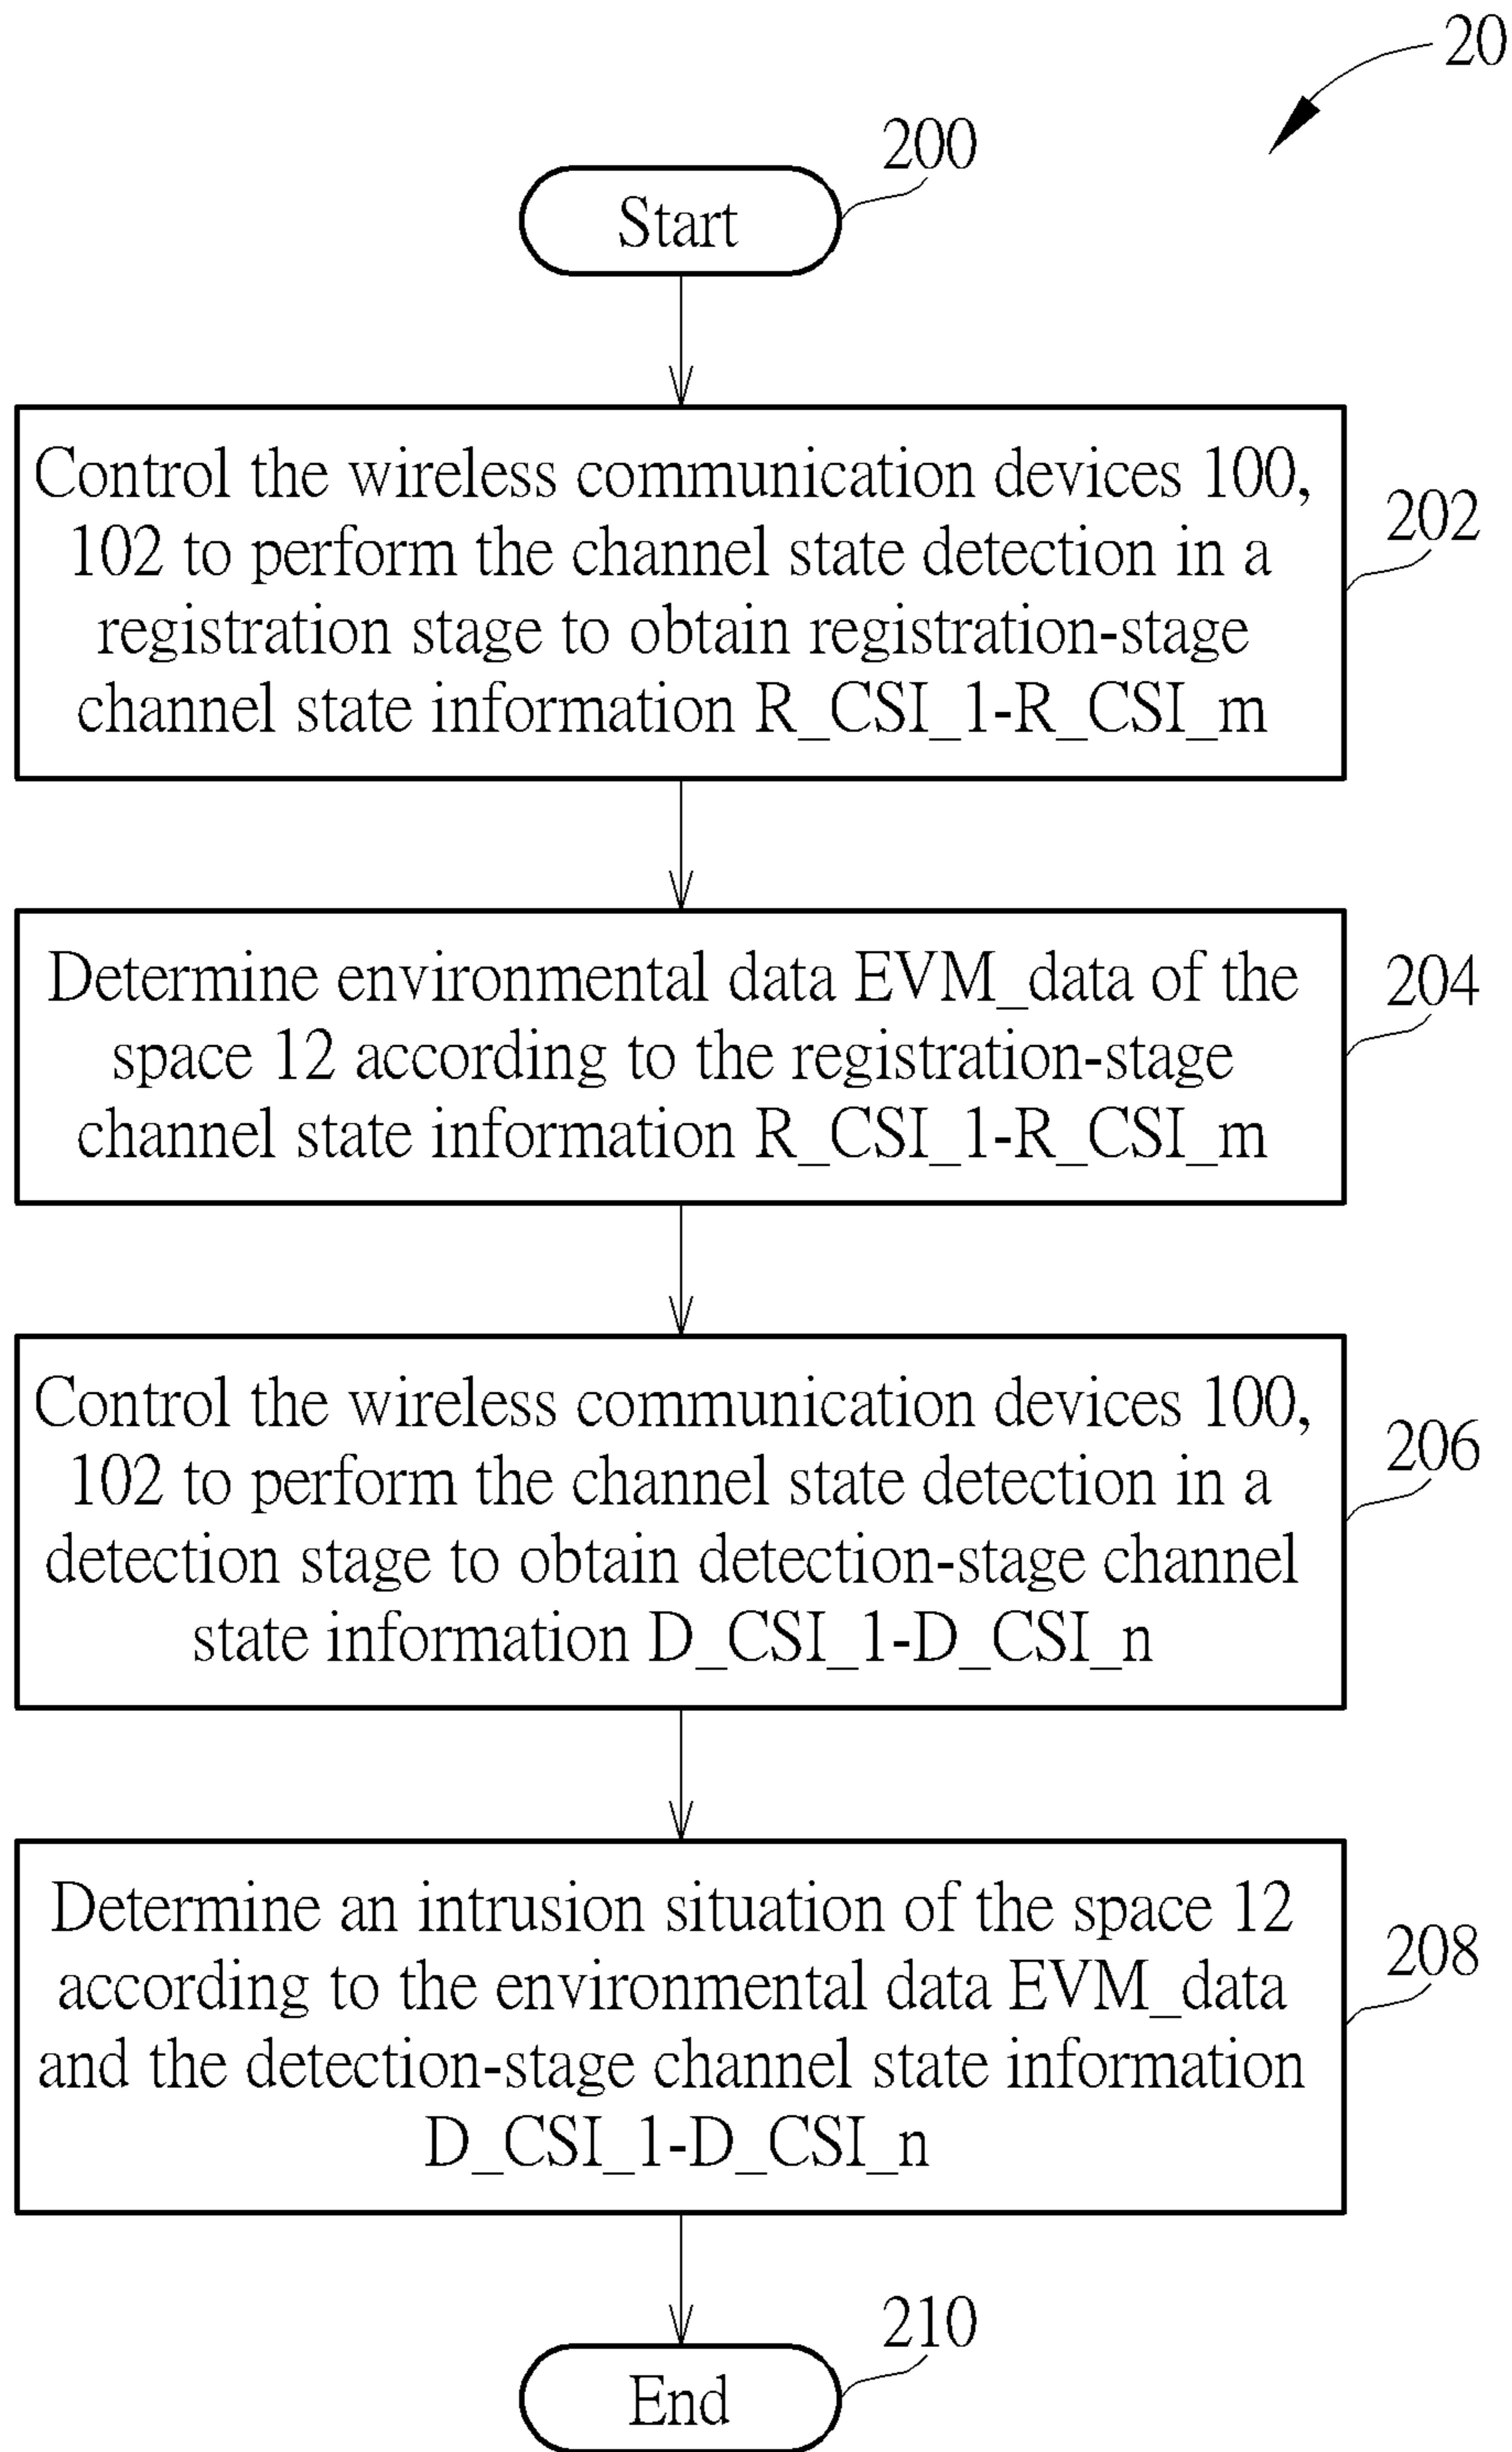 20
200
Start
Control the wireless communication devices 100,
102 to perform the channel state detection in a
registration stage to obtain registration-stage
channel state information R_CSI_1-R_CSI_m
202
Determine environmental data EVM_data of the
space 12 according to the registration-stage
channel state information R_CSI_1-R_CSI_m
204
Control the wireless communication devices 100,
102 to perform the channel state detection in a
detection stage to obtain detection-stage channel
state information D_CSI_1-D_CSI_n
206
Determine an intrusion situation of the space 12
according to the environmental data EVM_data
and the detection-stage channel state information
D_CSI_1-D_CSI_n
208
210
End